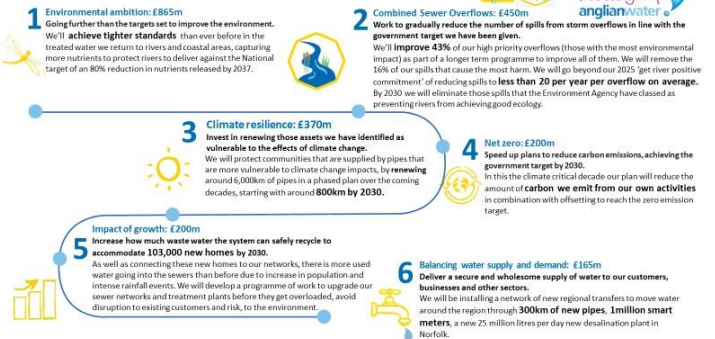 1
Environmental ambition: £865m
Going further than the targets set to improve the environment.
We'll achieve tighter standards than ever before in the
treated water we return to rivers and coastal areas, capturing
more nutrients to protect rivers to deliver against the National
target of an 80% reduction in nutrients released by 2037.
anglianwater
2
Combined Sewer Overflows: £450m
Work to gradually reduce the number of spills from storm overflows in line with the
government target we have been given.
We'll improve 43% of our high priority overflows (those with the most environmental
impact) as part of a longer term programme to improve all of them. We will remove the
16% of our spills that cause the most harm. We will go beyond our 2025 'get river positive
commitment' of reducing spills to less than 20 per year per overflow on average.
By 2030 we will eliminate those spills that the Environment Agency have classed as
preventing rivers from achieving good ecology.
3
Climate resilience: £370m
Invest in renewing those assets we have identified as
vulnerable to the effects of climate change.
We will protect communities that are supplied by pipes that
are more vulnerable to climate change impacts, by renewing
around 6,000km of pipes in a phased plan over the coming
decades, starting with around 800km by 2030.
4
Net zero: £200m
Speed up plans to reduce carbon emissions, achieving the
government target by 2030.
In this the climate critical decade our plan will reduce the
amount of carbon we emit from our own activities
in combination with offsetting to reach the zero emission
target.
5
Impact of growth: £200m
Increase how much waste water the system can safely recycle to
accommodate 103,000 new homes by 2030.
As well as connecting these new homes to our networks, there is more used
water going into the sewers than before due to increase in population and
intense rainfall events. We will develop a programme of work to upgrade our
sewer networks and treatment plants before they get overloaded, avoid
disruption to existing customers and risk, to the environment.
6
Balancing water supply and demand: £165m
Deliver a secure and wholesome supply of water to our customers,
businesses and other sectors.
We will be installing a network of new regional transfers to move water
around the region through 300km of new pipes, 1million smart
meters, a new 25 million litres per day new desalination plant in
Norfolk.